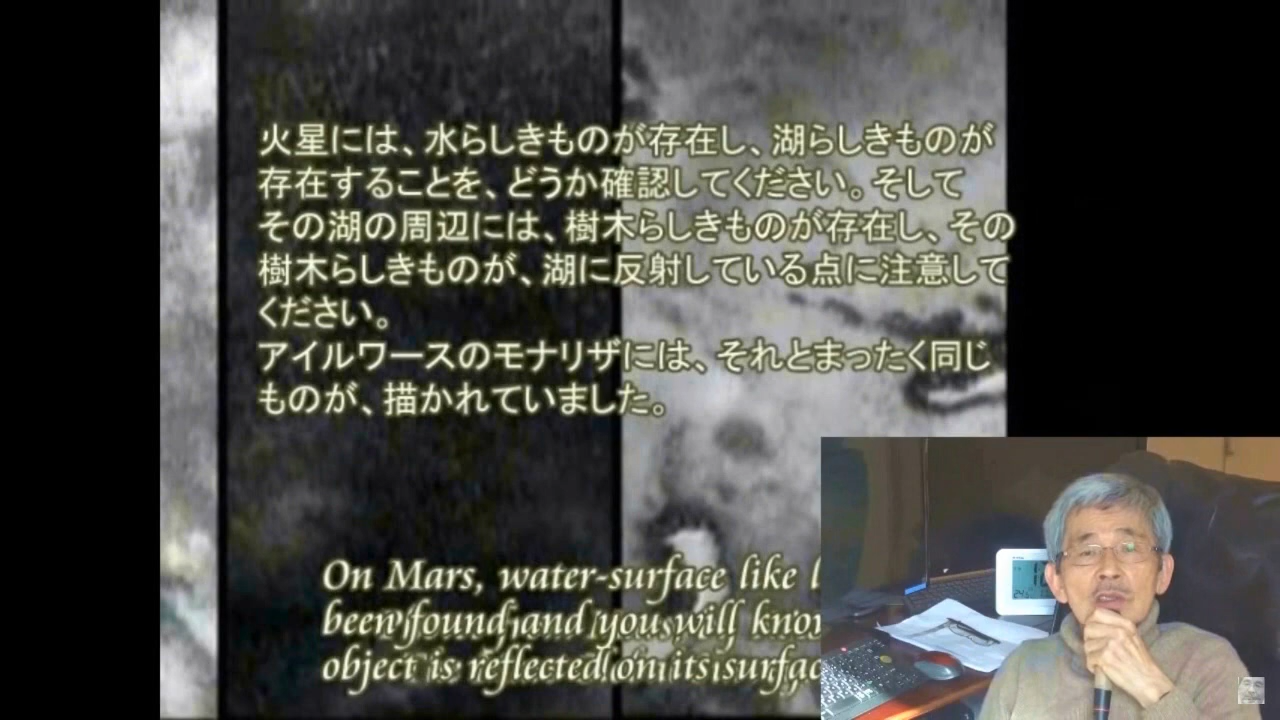 火星には、水らしきものが存在し、湖らしきものが
存在することを、どうか確認してください。そして
その湖の周辺には、樹木らしきものが存在し、その
樹木らしきものが、湖に反射している点に注意して
ください。
アイルワースのモナリザには、それとまったく同じ
ものが、描かれていました。
On Mars, water-surface like
been found and you will
object is reflected on its